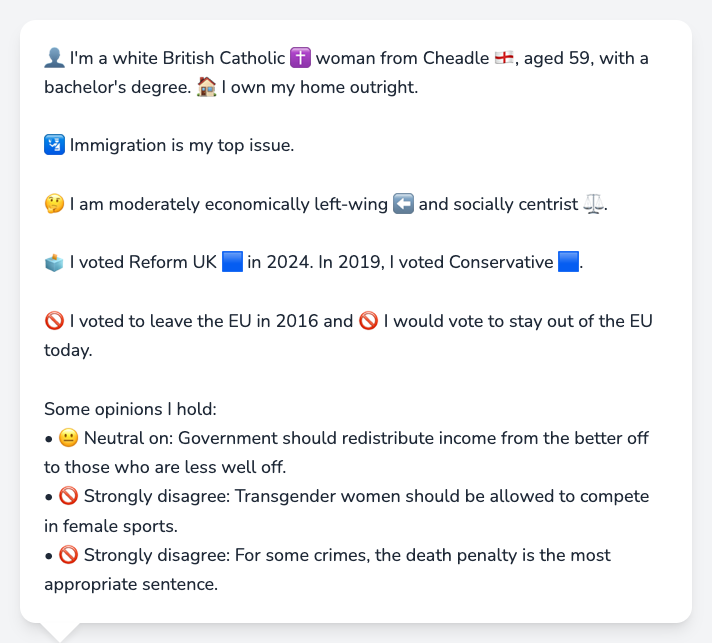 👤 I'm a white British Catholic ✝️ woman from Cheadle 🏴󠁧󠁢󠁥󠁮󠁧󠁿, aged 59, with a
bachelor's degree. 🏠 I own my home outright.
🛂 Immigration is my top issue.
🤔 I am moderately economically left-wing ⬅️ and socially centrist ⚖️.
🗳️ I voted Reform UK 🟦 in 2024. In 2019, I voted Conservative 🟦.
🚫 I voted to leave the EU in 2016 and 🚫 I would vote to stay out of the EU
today.
Some opinions I hold:
• 😐 Neutral on: Government should redistribute income from the better off
to those who are less well off.
• 🚫 Strongly disagree: Transgender women should be allowed to compete
in female sports.
• 🚫 Strongly disagree: For some crimes, the death penalty is the most
appropriate sentence.